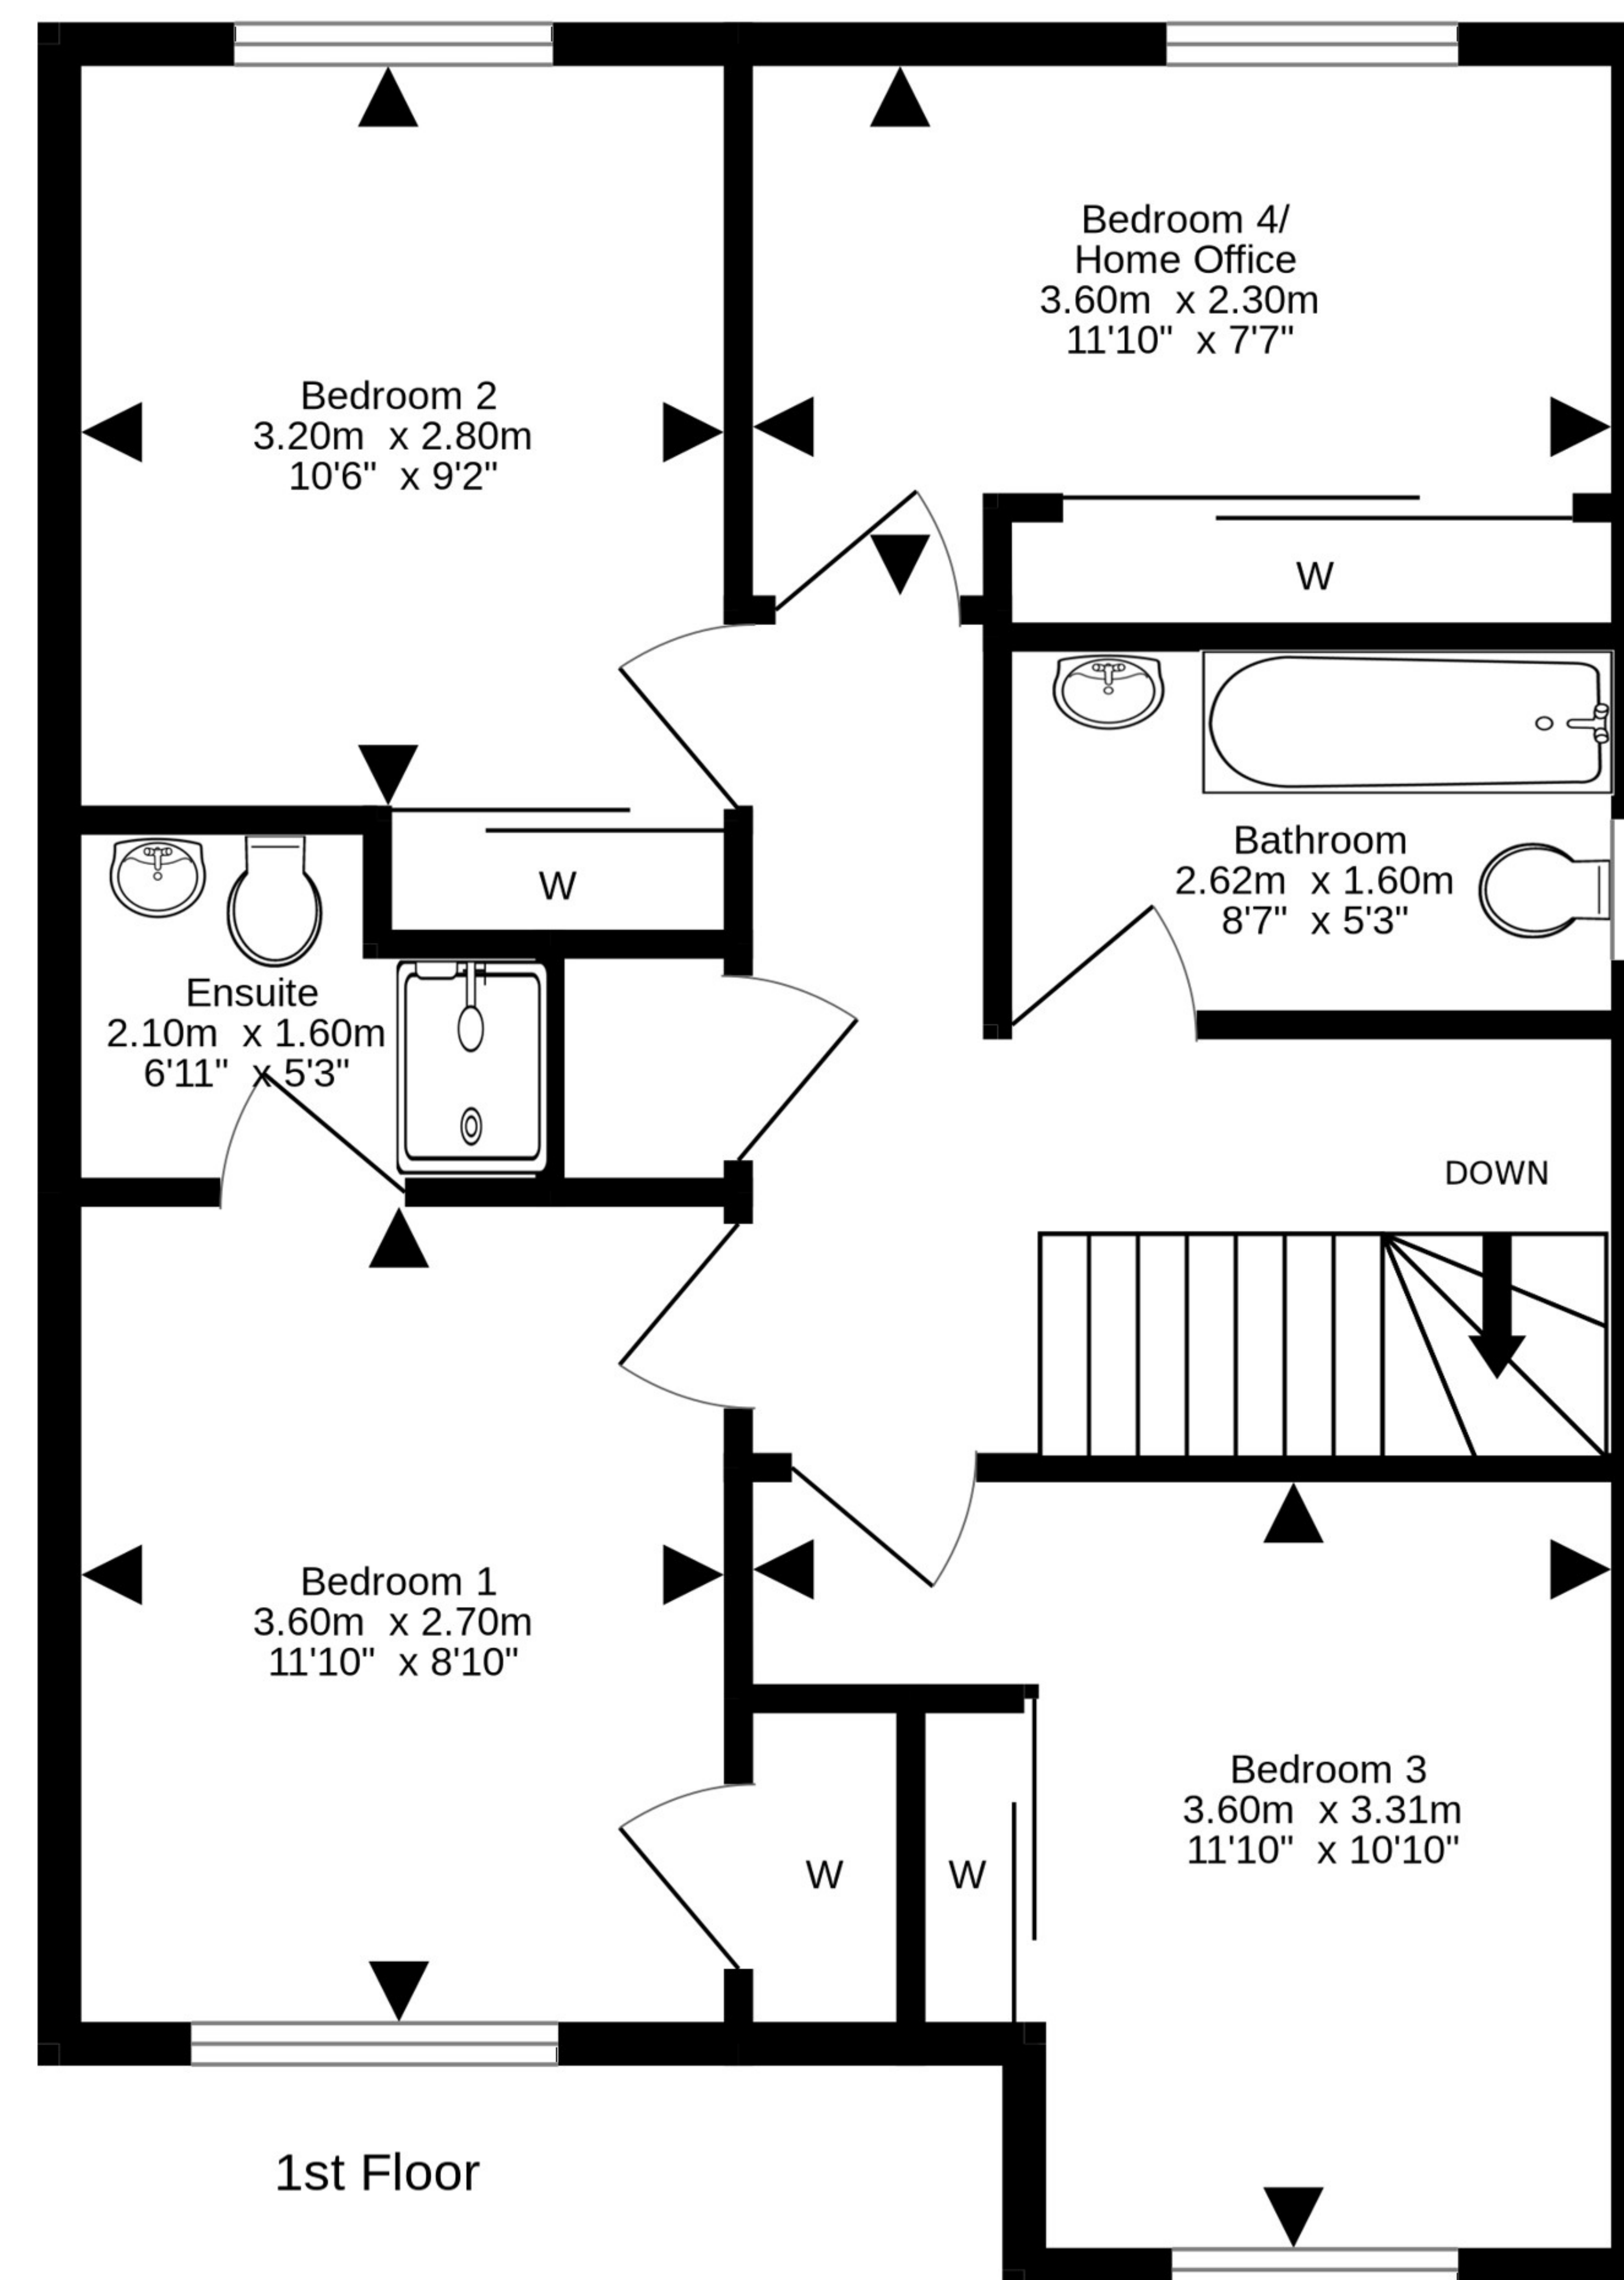 Bedroom 4/
Home Office
3.60m x 2.30m
11'10" x 7'7"
Bedroom 2
3.20m x 2.80m
10'6" x 9'2"
W
Bathroom
2.62m x 1.60m
8'7" x 5'3"
W
Ensuite
2.10m x 1.60m
6'11" x 5'3"
DOWN
Bedroom 1
3.60m x 2.70m
11'10" x 8'10"
Bedroom 3
3.60m x 3.31m
11'10" x 10'10"
W
W
1st Floor